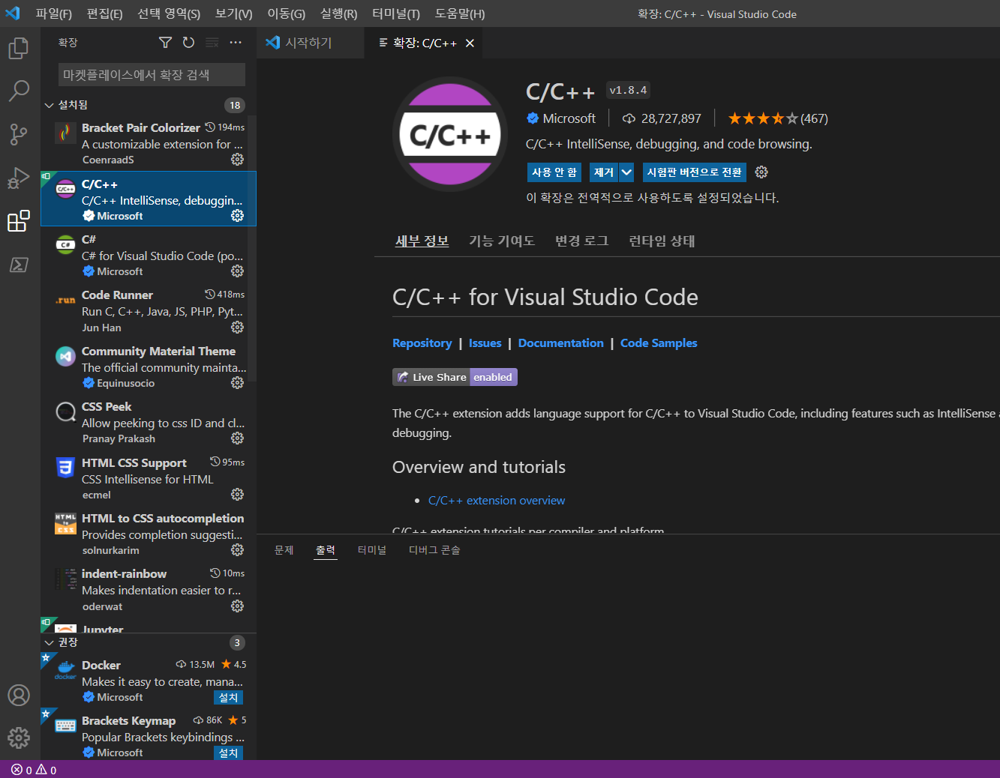 파일(F) 편집(E) 선택 영역(S) 보기(V) 이동(G) 실행(R) 터미널(T) 도움말(H) 확장: C/C++ - Visual Studio Code
확장
마켓플레이스에서 확장 검색
설치됨 18
Bracket Pair Colorizer 194ms
A customizable extension for ...
CoenraadS
C/C++
C/C++ IntelliSense, debuggin...
Microsoft
C#
C# for Visual Studio Code (po...
Microsoft
Code Runner 418ms
Run C, C++, Java, JS, PHP, Pyt...
Jun Han
Community Material Theme
The official community mainta...
Equinusocio
CSS Peek
Allow peeking to css ID and cl...
Pranay Prakash
HTML CSS Support 95ms
CSS Intellisense for HTML
ecmel
HTML to CSS autocompletion
Provides completion suggesti...
solnurkarim
indent-rainbow 10ms
Makes indentation easier to r...
oderwat
Jupyter
권장 3
Docker 13.5M 4.5
Makes it easy to create, mana...
Microsoft 설치
Brackets Keymap 86K 5
Popular Brackets keybindings ...
Microsoft 설치
시작하기 확장: C/C++
C/C++
C/C++ v1.8.4
Microsoft 28,727,897 (467)
C/C++ IntelliSense, debugging, and code browsing.
사용 안 함 제거 시험판 버전으로 전환
이 확장은 전역적으로 사용하도록 설정되었습니다.
세부 정보 기능 기여도 변경 로그 런타임 상태
C/C++ for Visual Studio Code
Repository | Issues | Documentation | Code Samples
Live Share enabled
The C/C++ extension adds language support for C/C++ to Visual Studio Code, including features such as IntelliSense
debugging.
Overview and tutorials
• C/C++ extension overview
C/C++ extension tutorials per compiler and platform
문제 출력 터미널 디버그 콘솔
0 0